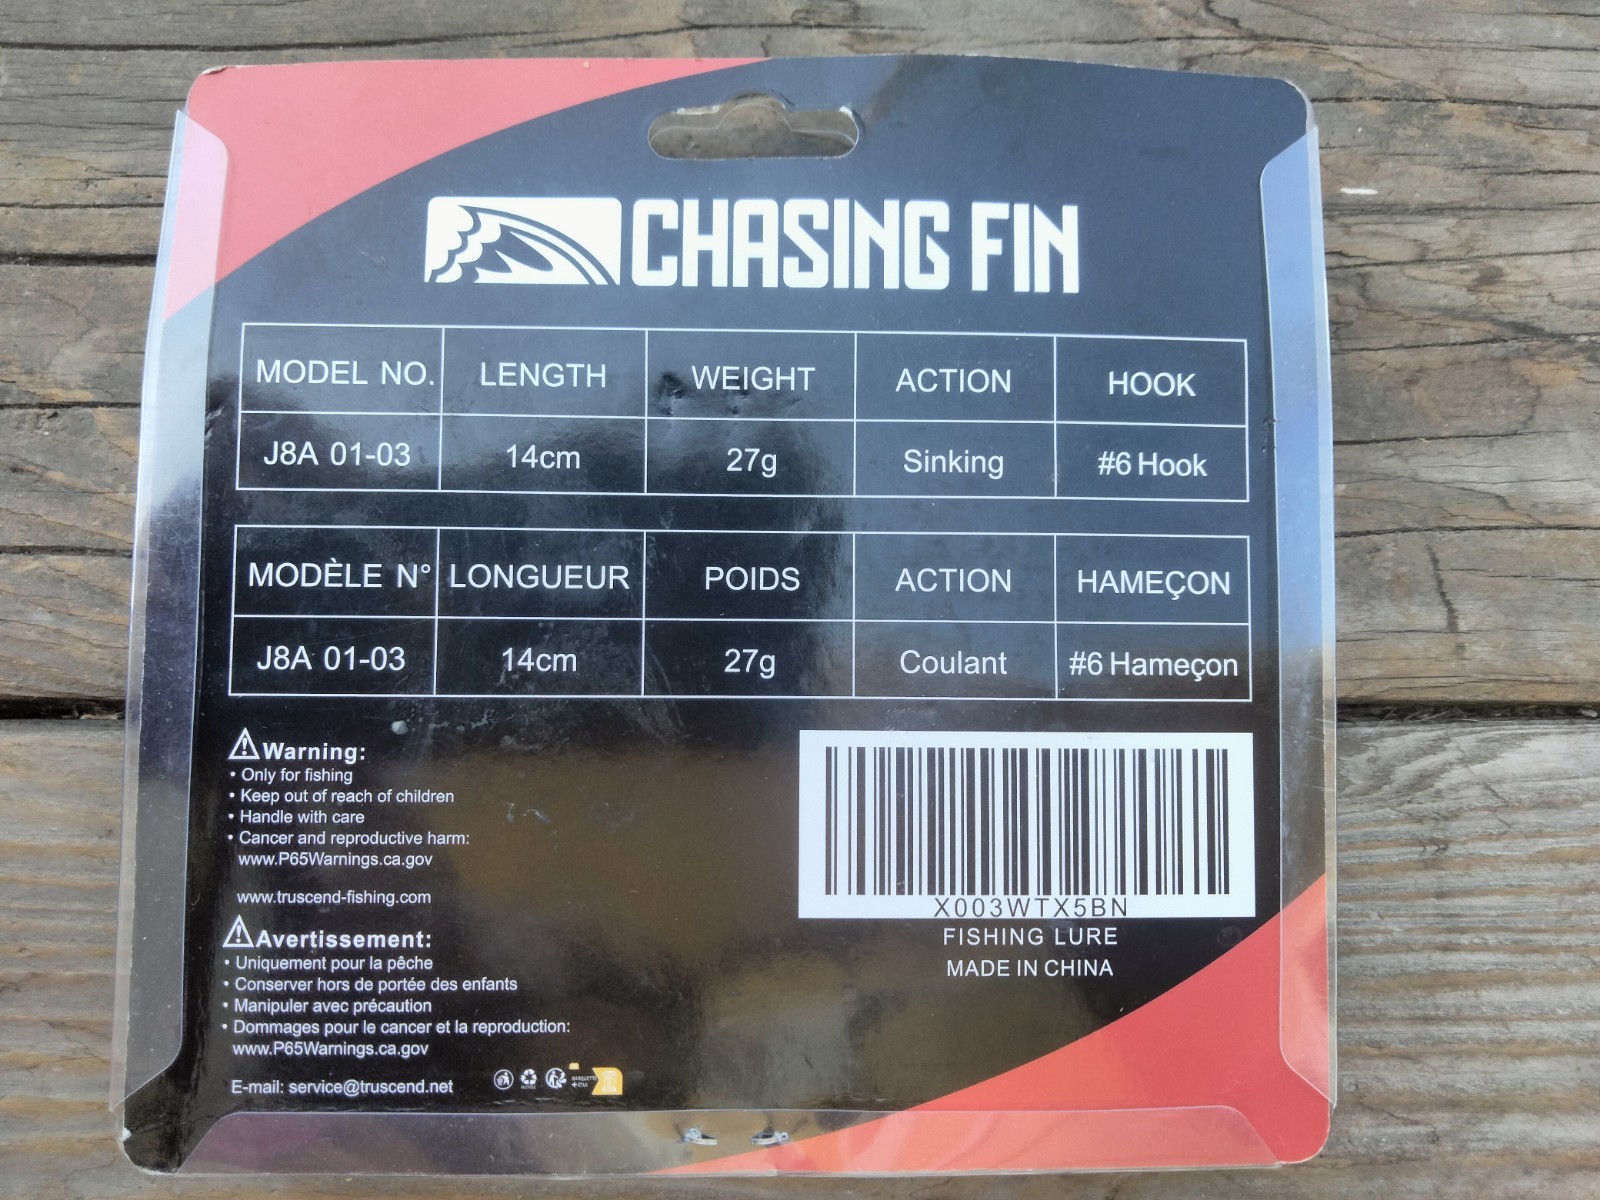 CHASING FIN
MODEL NO. LENGTH WEIGHT ACTION HOOK
J8A 01-03 14cm 27g Sinking #6 Hook
MODÈLE N° LONGUEUR POIDS ACTION HAMEÇON
J8A 01-03 14cm 27g Coulant #6 Hameçon
Warning:
• Only for fishing
• Keep out of reach of children
• Handle with care
• Cancer and reproductive harm:
www.P65Warnings.ca.gov
www.truscend-fishing.com
Avertissement:
• Uniquement pour la pêche
• Conserver hors de portée des enfants
• Manipuler avec précaution
• Dommages pour le cancer et la reproduction:
www.P65Warnings.ca.gov
E-mail: service@truscend.net
X003WTX5BN
FISHING LURE
MADE IN CHINA